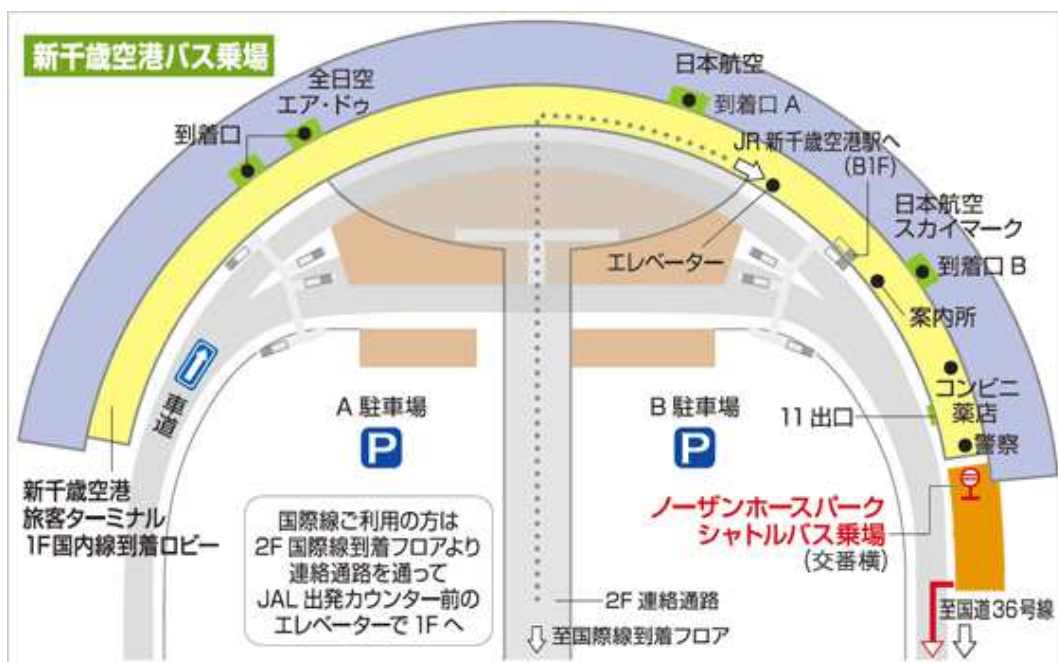 新千歳空港バス乗場
全日空
エア・ドゥ
到着口
日本航空
到着口 A
JR 新千歳空港駅へ
(B1F)
日本航空
スカイマーク
エレベーター
到着口 B
案内所
コンビニ
薬店
11 出口
警察
車道
A 駐車場
P
B 駐車場
P
新千歳空港
旅客ターミナル
1F国内線到着ロビー
国際線ご利用の方は
2F 国際線到着フロアより
連絡通路を通って
JAL 出発カウンター前の
エレベーターで 1F へ
ノーザンホースパーク
シャトルバス乗場
(交番横)
2F 連絡通路
至国際線到着フロア
至国道36号線